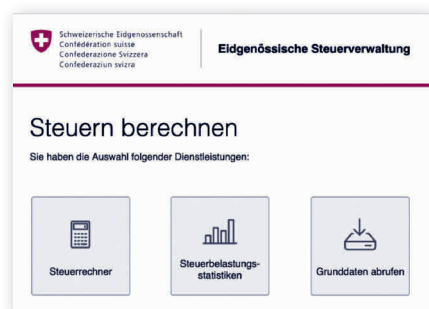 Schweizerische Eidgenossenschaft
Confédération suisse
Confederazione Svizzera
Confederaziun svizra
Eidgenössische Steuerverwaltung
Steuern berechnen
Sie haben die Auswahl folgender Dienstleistungen:
Steuerrechner
Steuerbelastungs-
statistiken
Grunddaten abrufen